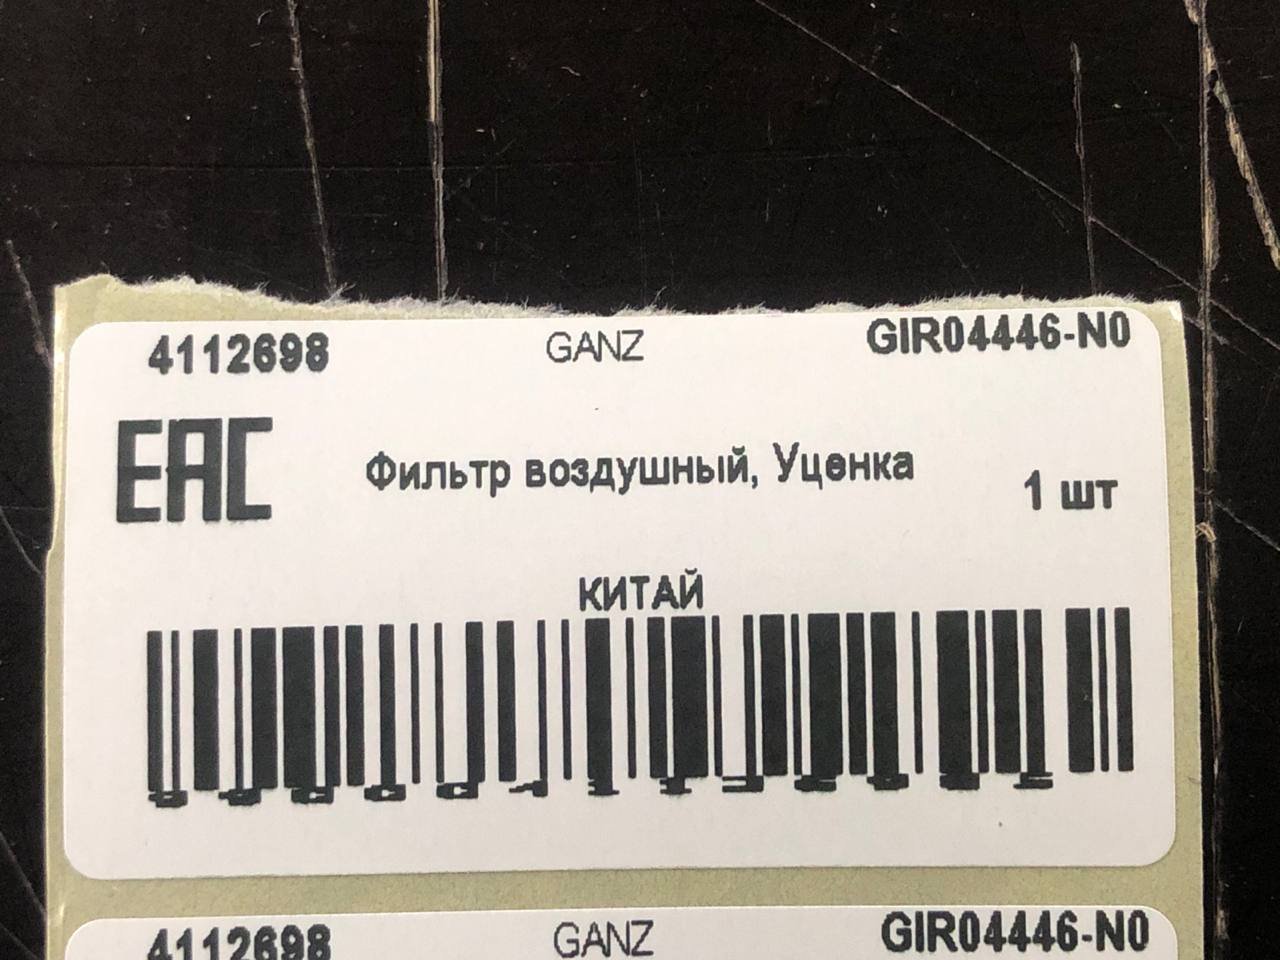 4112698 GANZ GIR04446-N0
EAC
Фильтр воздушный, Уценка
1 шт
КИТАЙ
4112698 GANZ GIR04446-N0